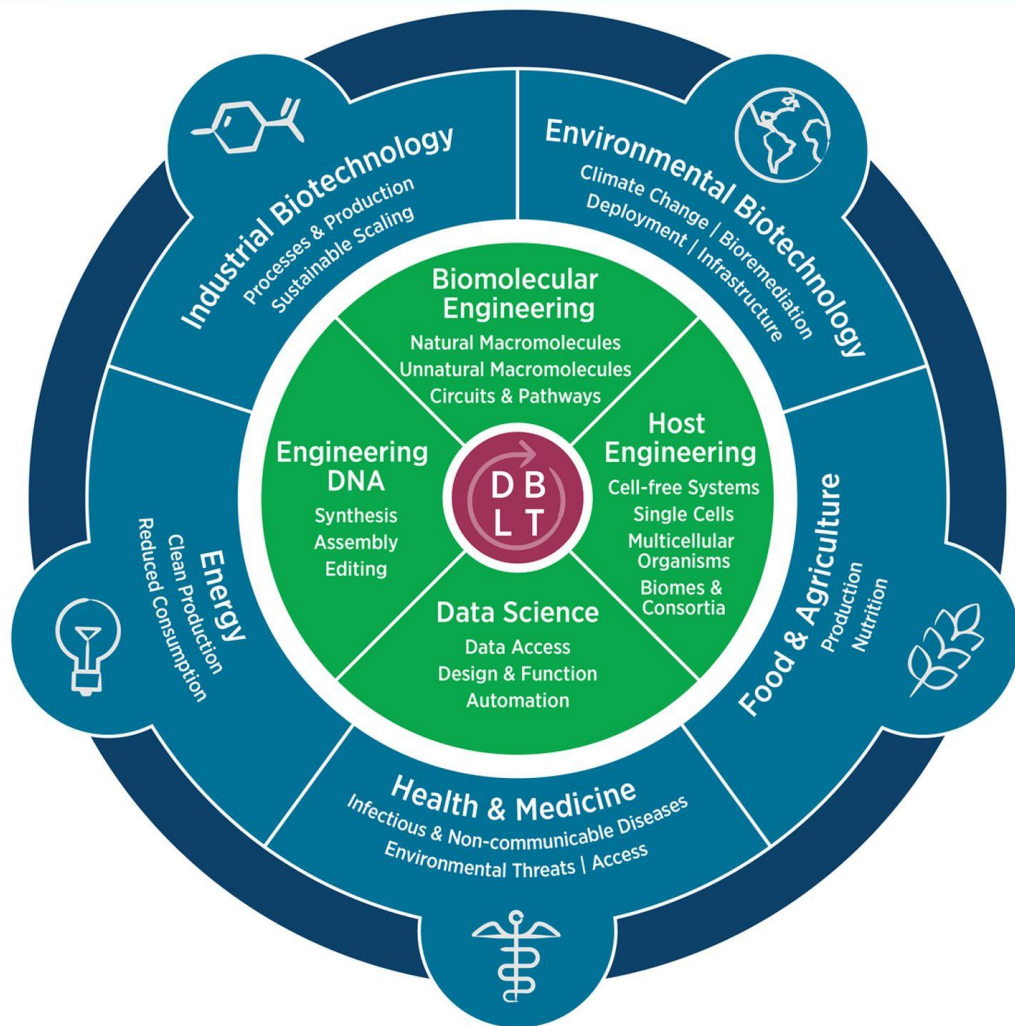 Industrial Biotechnology
Processes & Production
Sustainable Scaling
Environmental Biotechnology
Climate Change | Bioremediation
Deployment | Infrastructure
Biomolecular
Engineering
Natural Macromolecules
Unnatural Macromolecules
Circuits & Pathways
Engineering
DNA
Synthesis
Assembly
Editing
D B
L T
Host
Engineering
Cell-free Systems
Single Cells
Multicellular
Organisms
Biomes &
Consortia
Data Science
Data Access
Design & Function
Automation
Energy
Clean Production
Reduced Consumption
Food & Agriculture
Production
Nutrition
Health & Medicine
Infectious & Non-communicable Diseases
Environmental Threats | Access